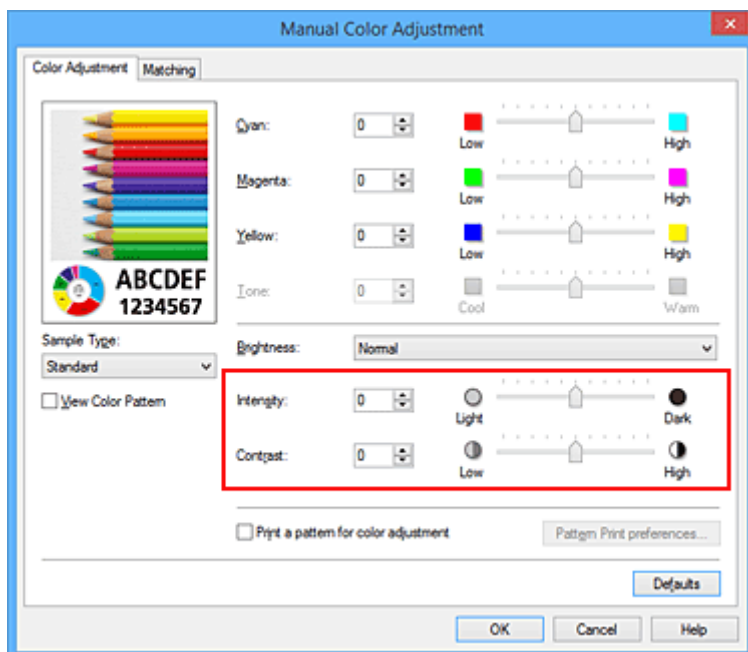 Manual Color Adjustment
Color Adjustment Matching
Cyan: 0 Low High
Magenta: 0 Low High
Yellow: 0 Low High
Tone: 0 Cool Warm
ABCDEF
1234567
Sample Type:
Standard
View Color Pattern
Brightness: Normal
Intensity: 0 Light Dark
Contrast: 0 Low High
Print a pattern for color adjustment Pattern Print preferences...
Defaults
OK Cancel Help